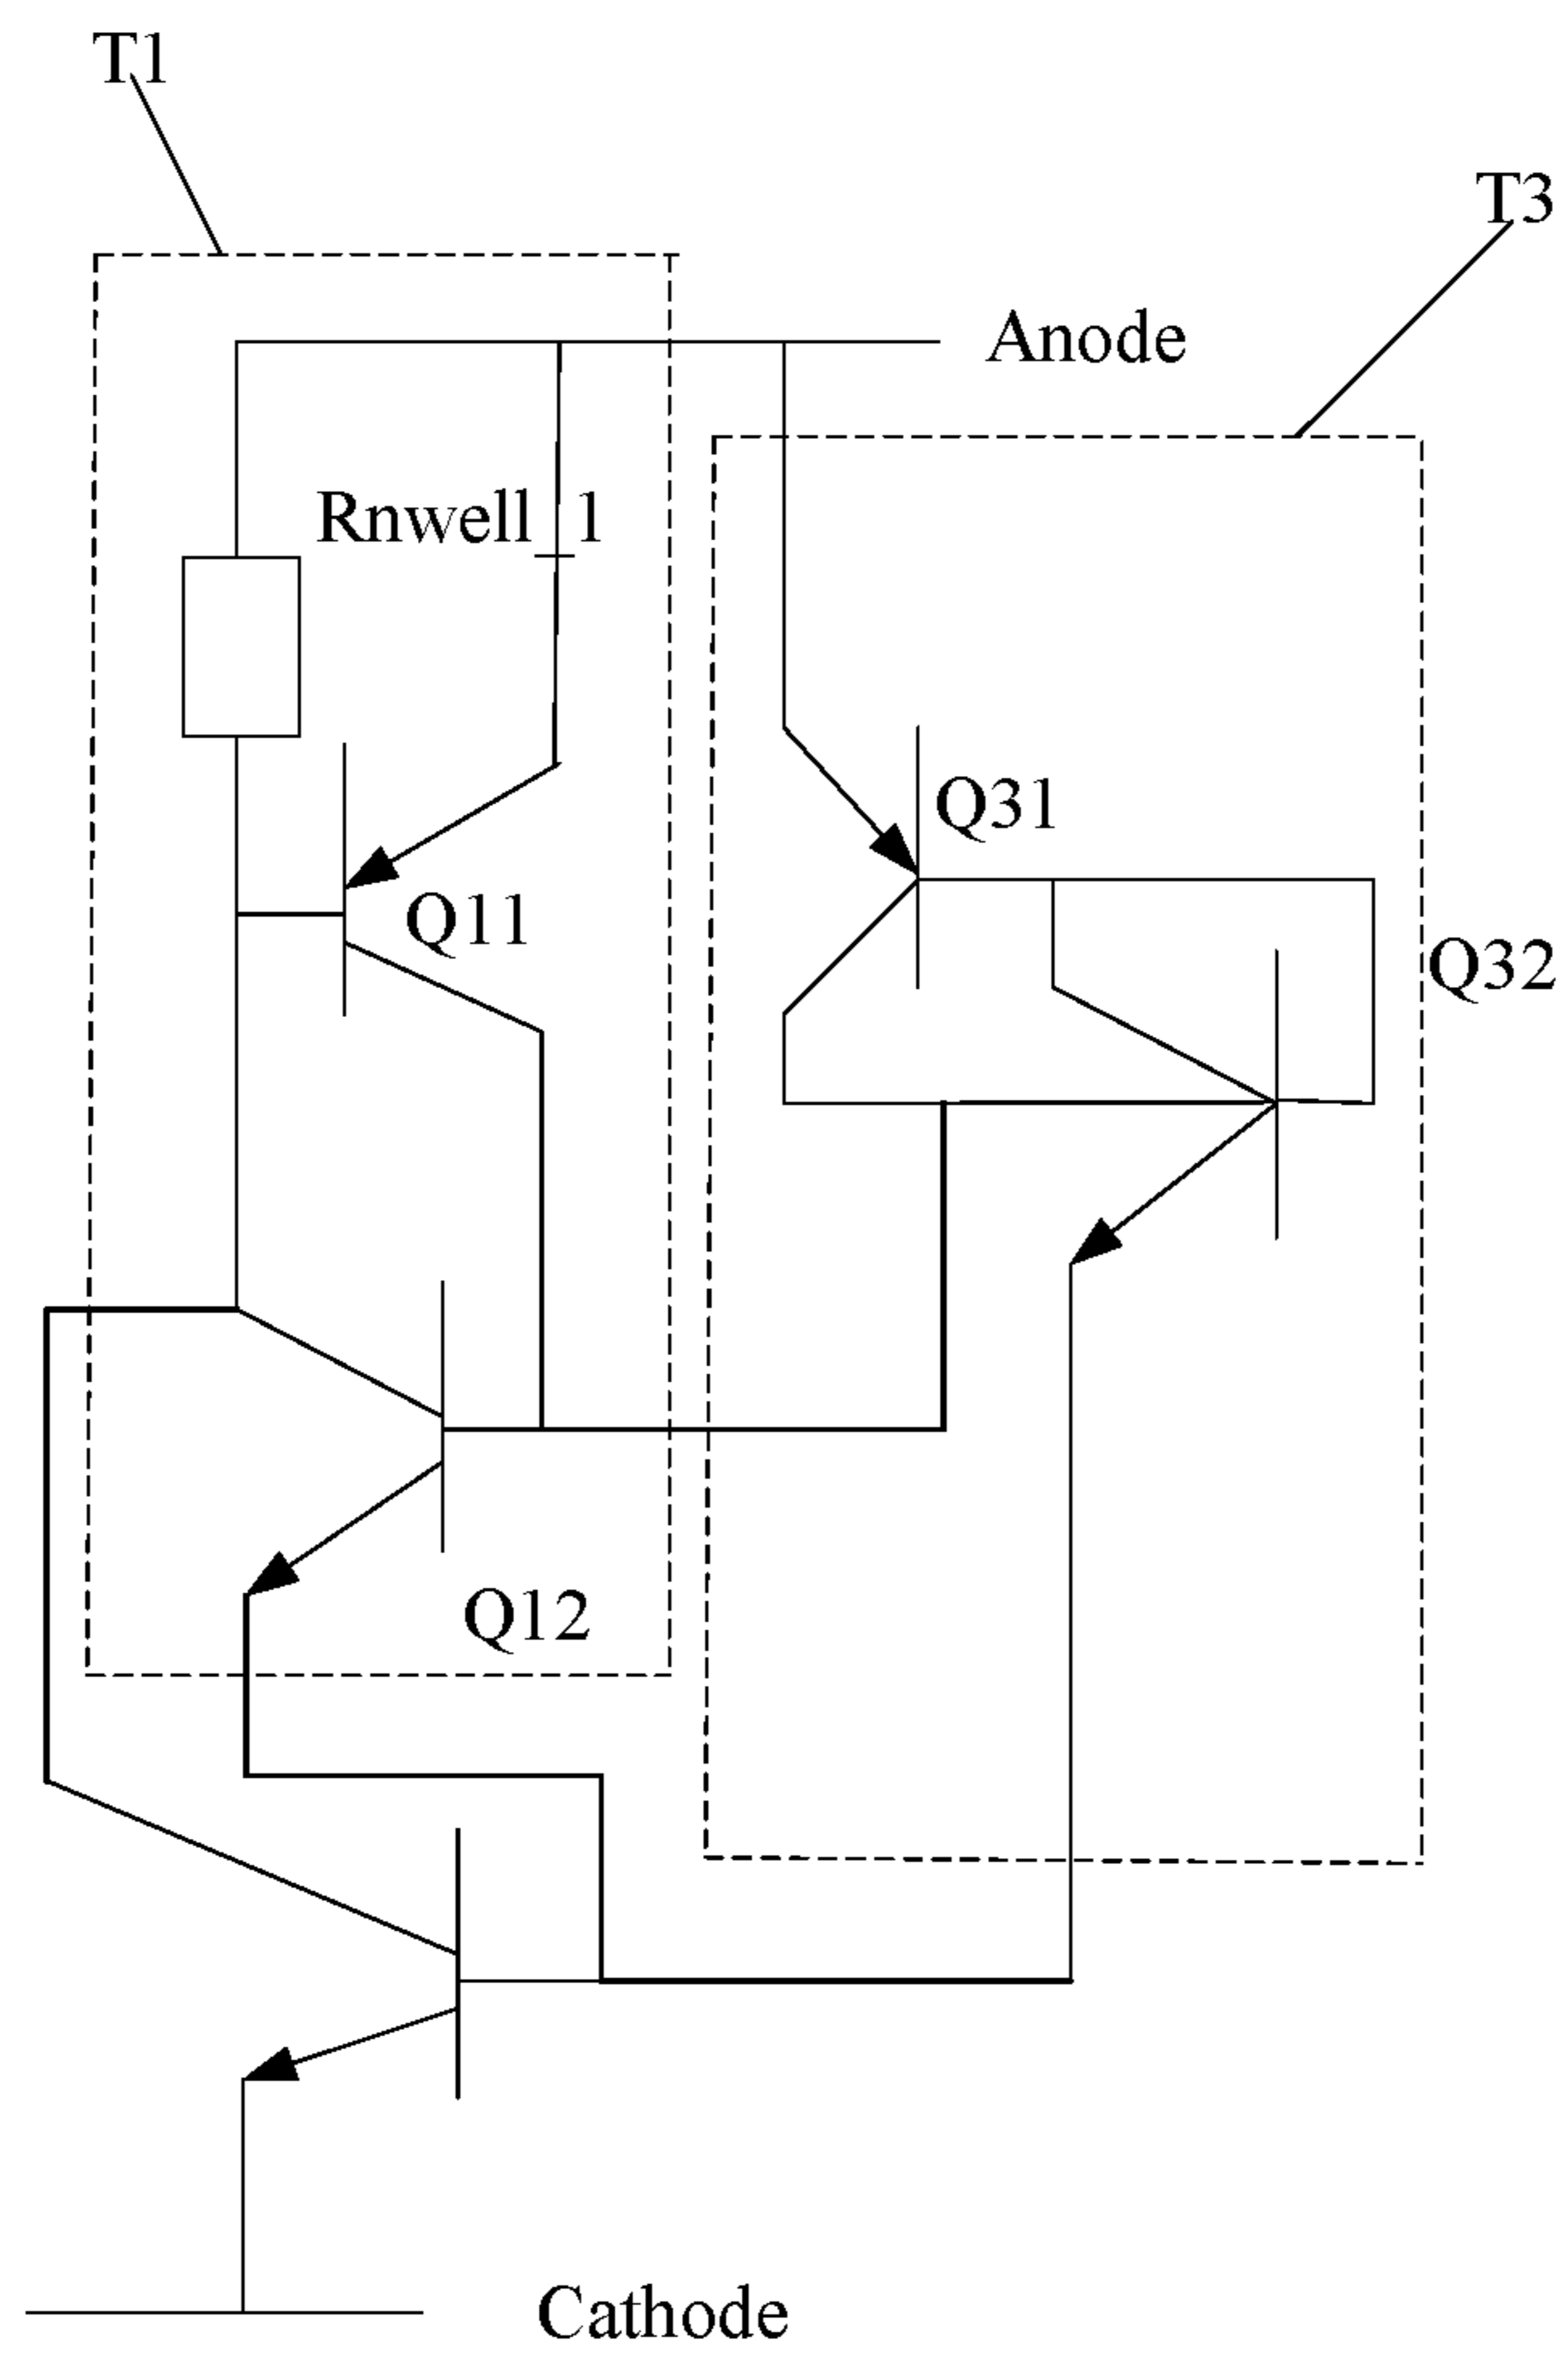 T1
T3
Anode
Rnwell_1
Q31
Q11
Q32
Q12
Cathode